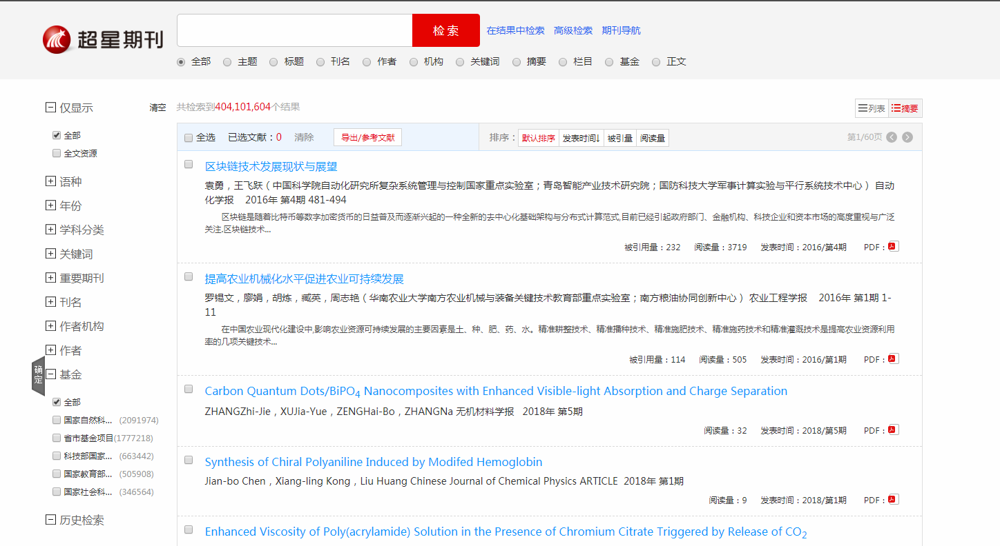 超星期刊
检 索
在结果中检索 高级检索 期刊导航
全部 主题 标题 刊名 作者 机构 关键词 摘要 栏目 基金 正文
仅显示 清空
全部
全文资源
语种
年份
学科分类
关键词
重要期刊
刊名
作者机构
作者
确定
基金
全部
国家自然科... (2091974)
省市基金项目(1777218)
科技部国家... (663442)
国家教育部... (505908)
国家社会科... (346564)
历史检索
共检索到404,101,604个结果
列表 摘要
全选 已选文献：0 清除 导出/参考文献 排序： 默认排序 发表时间↓ 被引量 阅读量 第1/60页
区块链技术发展现状与展望
袁勇，王飞跃（中国科学院自动化研究所复杂系统管理与控制国家重点实验室；青岛智能产业技术研究院；国防科技大学军事计算实验与平行系统技术中心） 自动
化学报 2016年 第4期 481-494
区块链是随着比特币等数字加密货币的日益普及而逐渐兴起的一种全新的去中心化基础架构与分布式计算范式,目前已经引起政府部门、金融机构、科技企业和资本市场的高度重视与广泛
关注.区块链技术...
被引用量：232 阅读量：3719 发表时间：2016/第4期 PDF：
提高农业机械化水平促进农业可持续发展
罗锡文，廖娟，胡炼，臧英，周志艳（华南农业大学南方农业机械与装备关键技术教育部重点实验室；南方粮油协同创新中心） 农业工程学报 2016年 第1期 1-
11
在中国农业现代化建设中,影响农业资源可持续发展的主要因素是土、种、肥、药、水。精准耕整技术、精准播种技术、精准施肥技术、精准施药技术和精准灌溉技术是提高农业资源利用
率的几项关键技术...
被引用量：114 阅读量：505 发表时间：2016/第1期 PDF：
Carbon Quantum Dots/BiPO4 Nanocomposites with Enhanced Visible-light Absorption and Charge Separation
ZHANGZhi-Jie，XUJia-Yue，ZENGHai-Bo，ZHANGNa 无机材料学报 2018年 第5期
阅读量：32 发表时间：2018/第5期 PDF：
Synthesis of Chiral Polyaniline Induced by Modifed Hemoglobin
Jian-bo Chen，Xiang-ling Kong，Liu Huang Chinese Journal of Chemical Physics ARTICLE 2018年 第1期
阅读量：9 发表时间：2018/第1期 PDF：
Enhanced Viscosity of Poly(acrylamide) Solution in the Presence of Chromium Citrate Triggered by Release of CO2